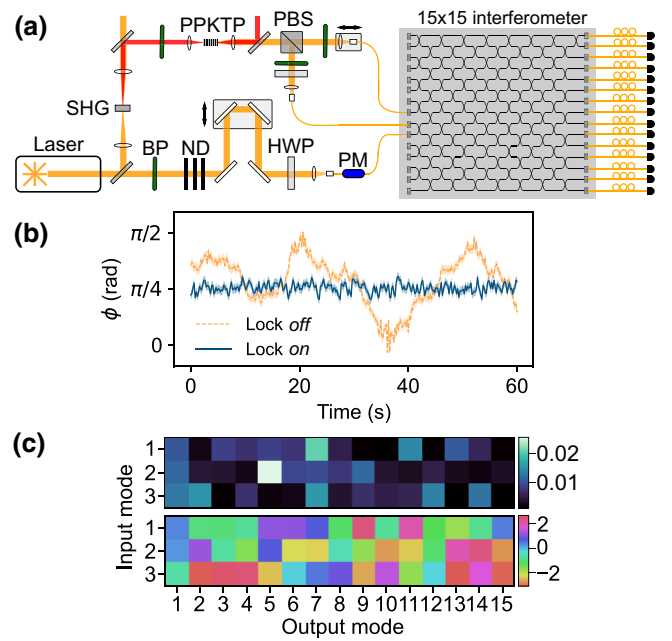 (a)
PPKTP
PBS
15x15 interferometer
SHG
Laser
BP
ND
HWP
PM
(b)
π/2
π/4
0
ϕ (rad)
Lock off
Lock on
0
20
40
60
Time (s)
(c)
Input mode
1
2
3
0.02
0.01
1
2
3
2
0
−2
1 2 3 4 5 6 7 8 9 10 11 12 13 14 15
Output mode